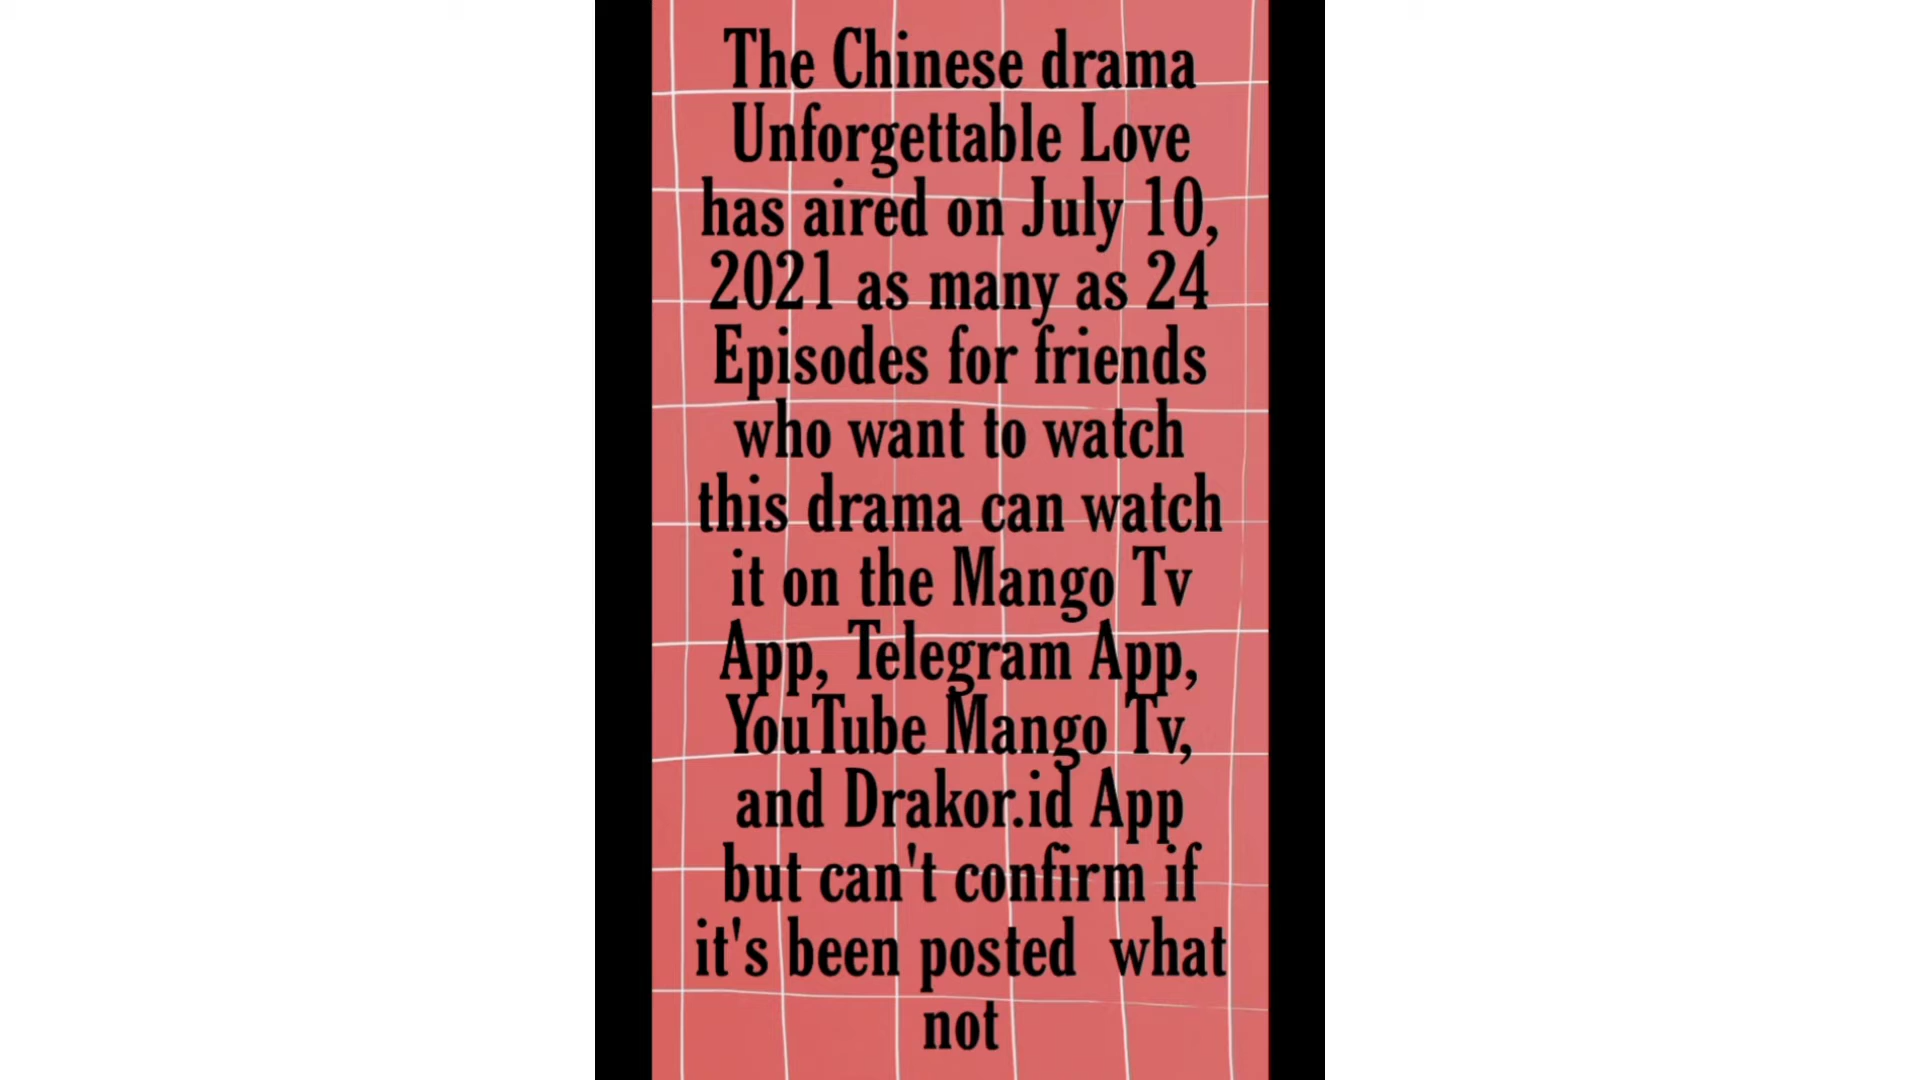 The Chinese drama
Unforgettable Love
has aired on July 10,
2021 as many as 24
Episodes for friends
who want to watch
this drama can watch
it on the Mango Tv
App, Telegram App,
YouTube Mango Tv,
and Drakor.id App
but can't confirm if
it's been posted  what
not